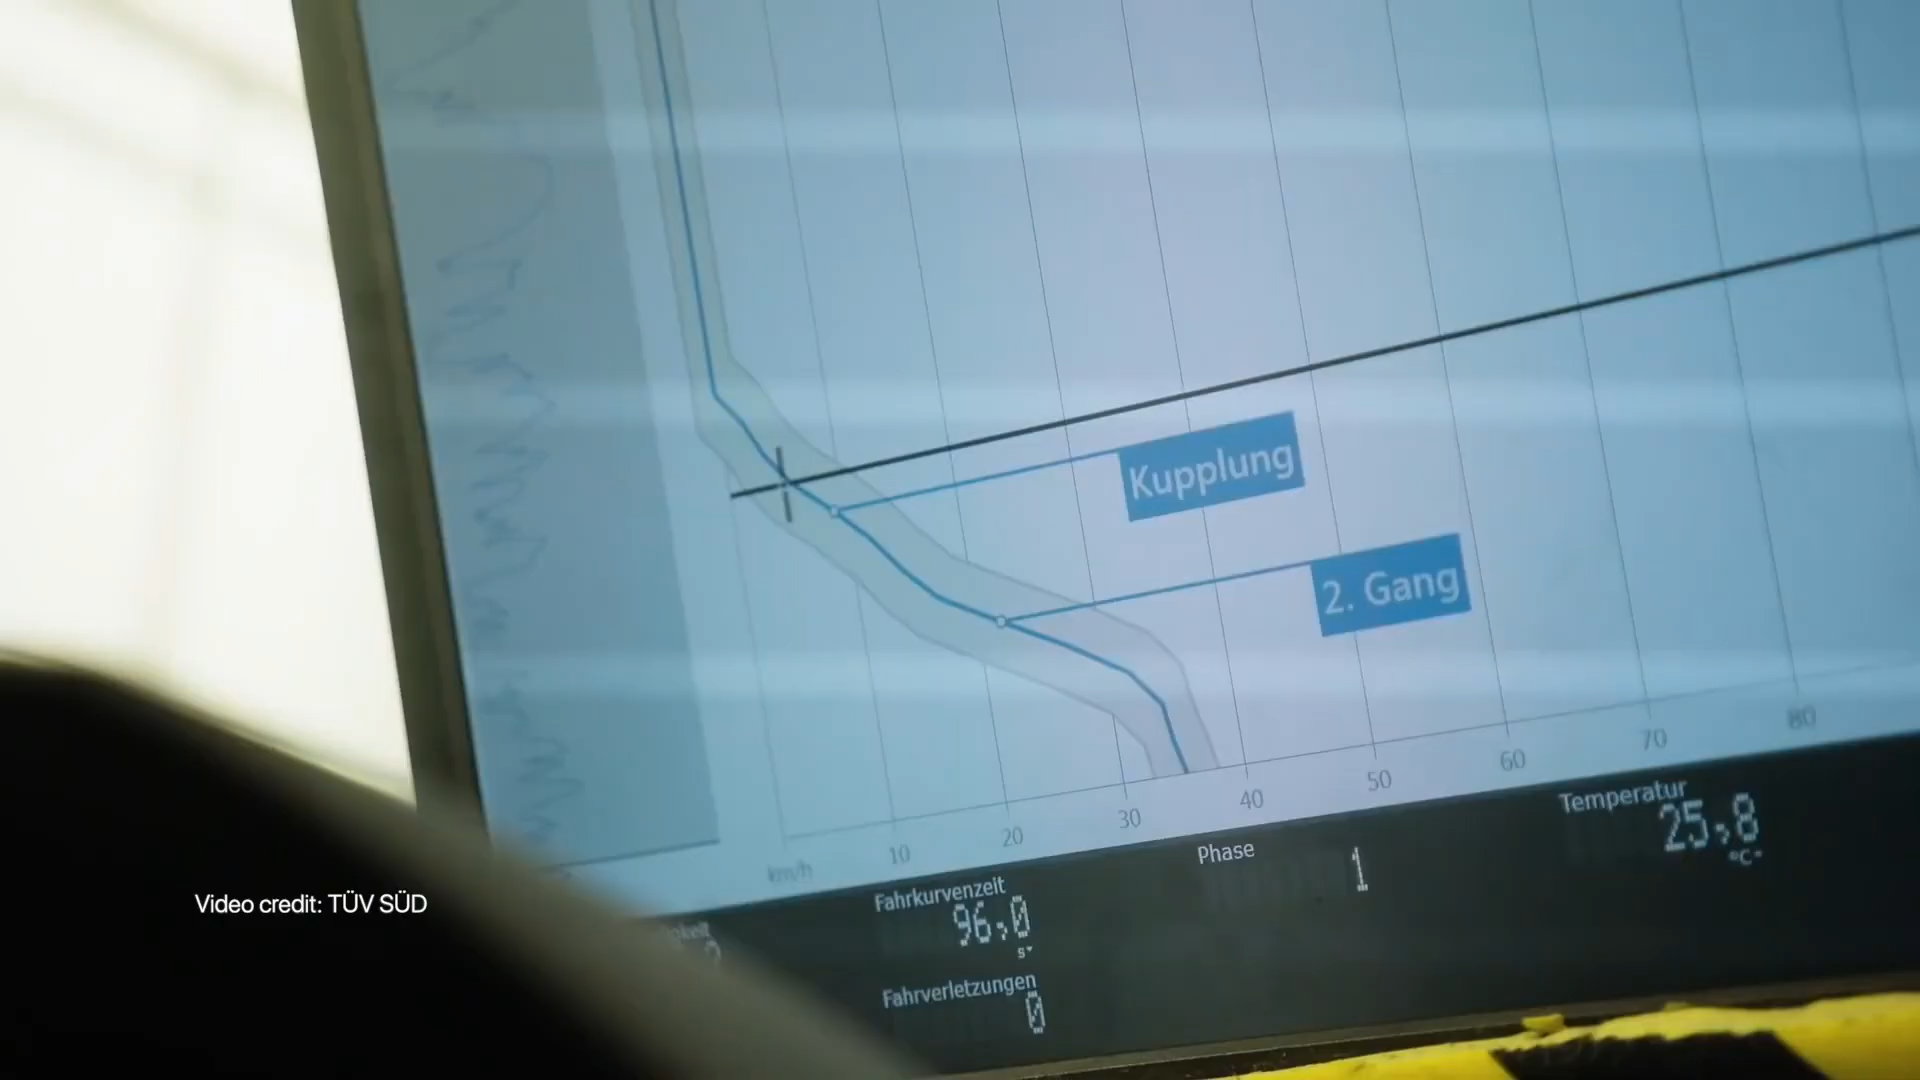 Kupplung
2. Gang
km/h
10
20
30
40
50
60
70
80
Temperatur
25,8
°C
Phase
1
Fahrkurvenzeit
96,0
s
Fahrverletzungen
0
Video credit: TÜV SÜD